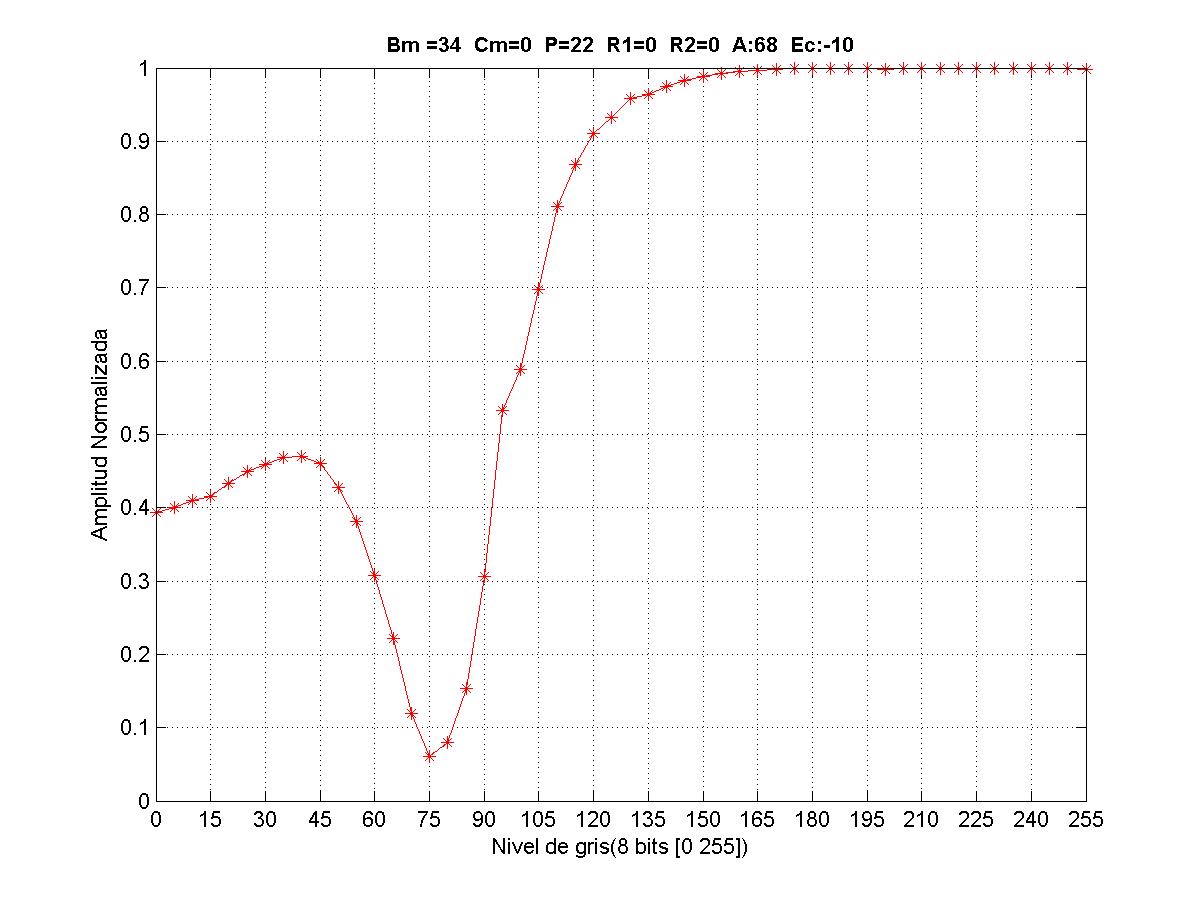 Bm =34 Cm=0 P=22 R1=0 R2=0 A:68 Ec:-10
1
0.9
0.8
0.7
0.6
0.5
0.4
0.3
0.2
0.1
0
Amplitud Normalizada
0 15 30 45 60 75 90 105 120 135 150 165 180 195 210 225 240 255
Nivel de gris(8 bits [0 255])